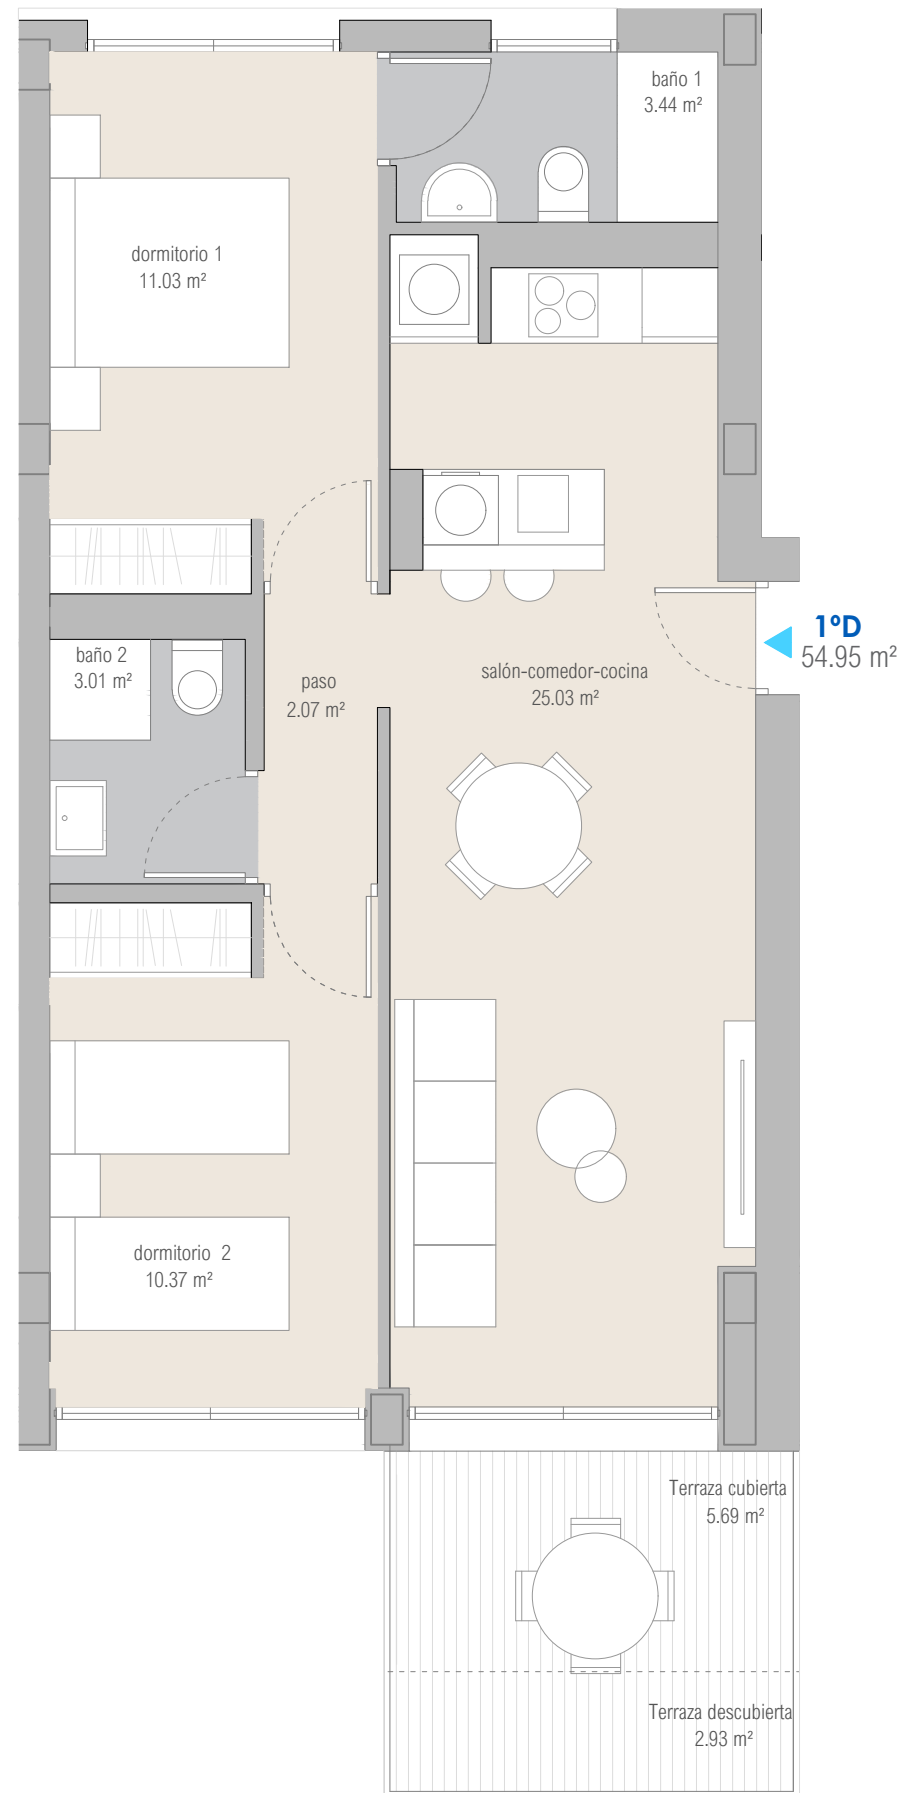 baño 1
3.44 m²
dormitorio 1
11.03 m²
1ºD
54.95 m²
baño 2
3.01 m²
paso
2.07 m²
salón-comedor-cocina
25.03 m²
dormitorio 2
10.37 m²
Terraza cubierta
5.69 m²
Terraza descubierta
2.93 m²